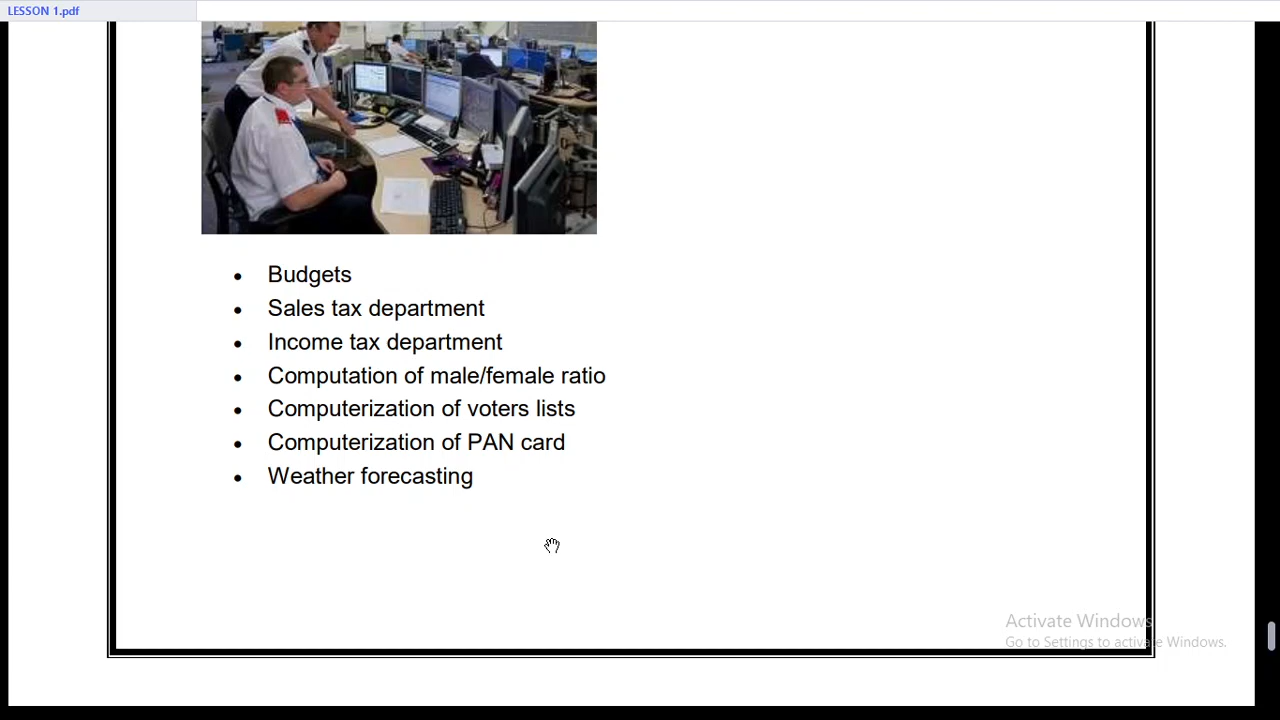 LESSON 1.pdf
• Budgets
• Sales tax department
• Income tax department
• Computation of male/female ratio
• Computerization of voters lists
• Computerization of PAN card
• Weather forecasting
Activate Windows
Go to Settings to activate Windows.